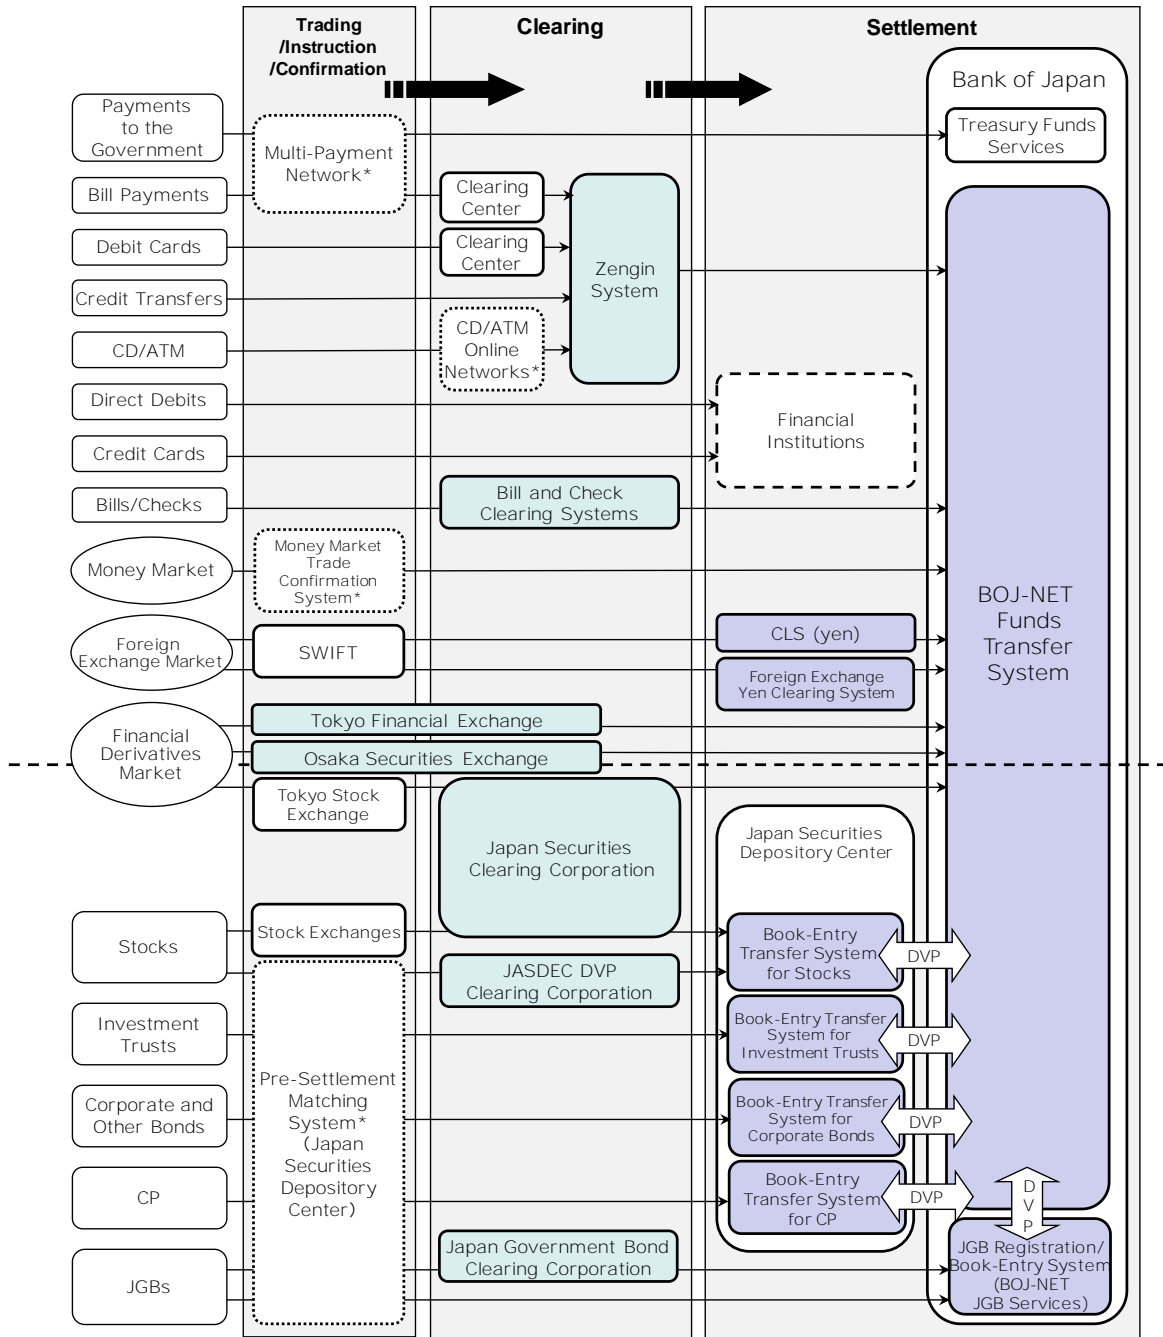 Trading
/Instruction
/Confirmation
Clearing
Settlement
Bank of Japan
Payments
to the
Government
Multi-Payment
Network*
Treasury Funds
Services
Bill Payments
Clearing
Center
Debit Cards
Clearing
Center
Zengin
System
Credit Transfers
CD/ATM
CD/ATM
Online
Networks*
Direct Debits
Financial
Institutions
Credit Cards
Bills/Checks
Bill and Check
Clearing Systems
Money Market
Money Market
Trade
Confirmation
System*
BOJ-NET
Funds
Transfer
System
Foreign
Exchange Market
SWIFT
CLS (yen)
Foreign Exchange
Yen Clearing System
Financial
Derivatives
Market
Tokyo Financial Exchange
Osaka Securities Exchange
Tokyo Stock
Exchange
Japan Securities
Clearing Corporation
Japan Securities
Depository Center
Stocks
Stock Exchanges
Book-Entry
Transfer System
for Stocks
DVP
JASDEC DVP
Clearing Corporation
Investment
Trusts
Book-Entry Transfer
System for
Investment Trusts
DVP
Pre-Settlement
Matching
System*
(Japan
Securities
Depository
Center)
Corporate and
Other Bonds
Book-Entry Transfer
System for
Corporate Bonds
DVP
CP
Book-Entry
Transfer System
for CP
DVP
D
V
P
JGBs
Japan Government Bond
Clearing Corporation
JGB Registration/
Book-Entry System
(BOJ-NET
JGB Services)